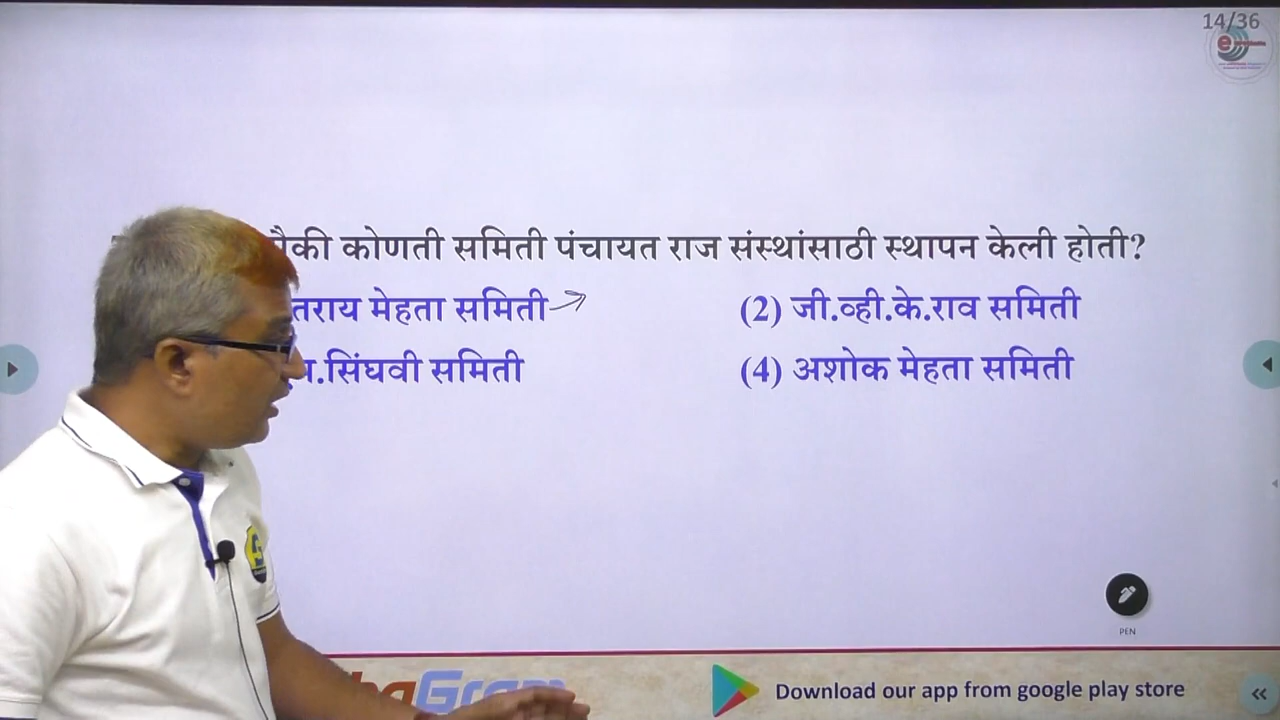 14/36
कोणती समिती पंचायत राज संस्थांसाठी स्थापन केली होती?
मेहता समिती
(2) जी.व्ही.के.राव समिती
सिंघवी समिती
(4) अशोक मेहता समिती
PEN
Download our app from google play store